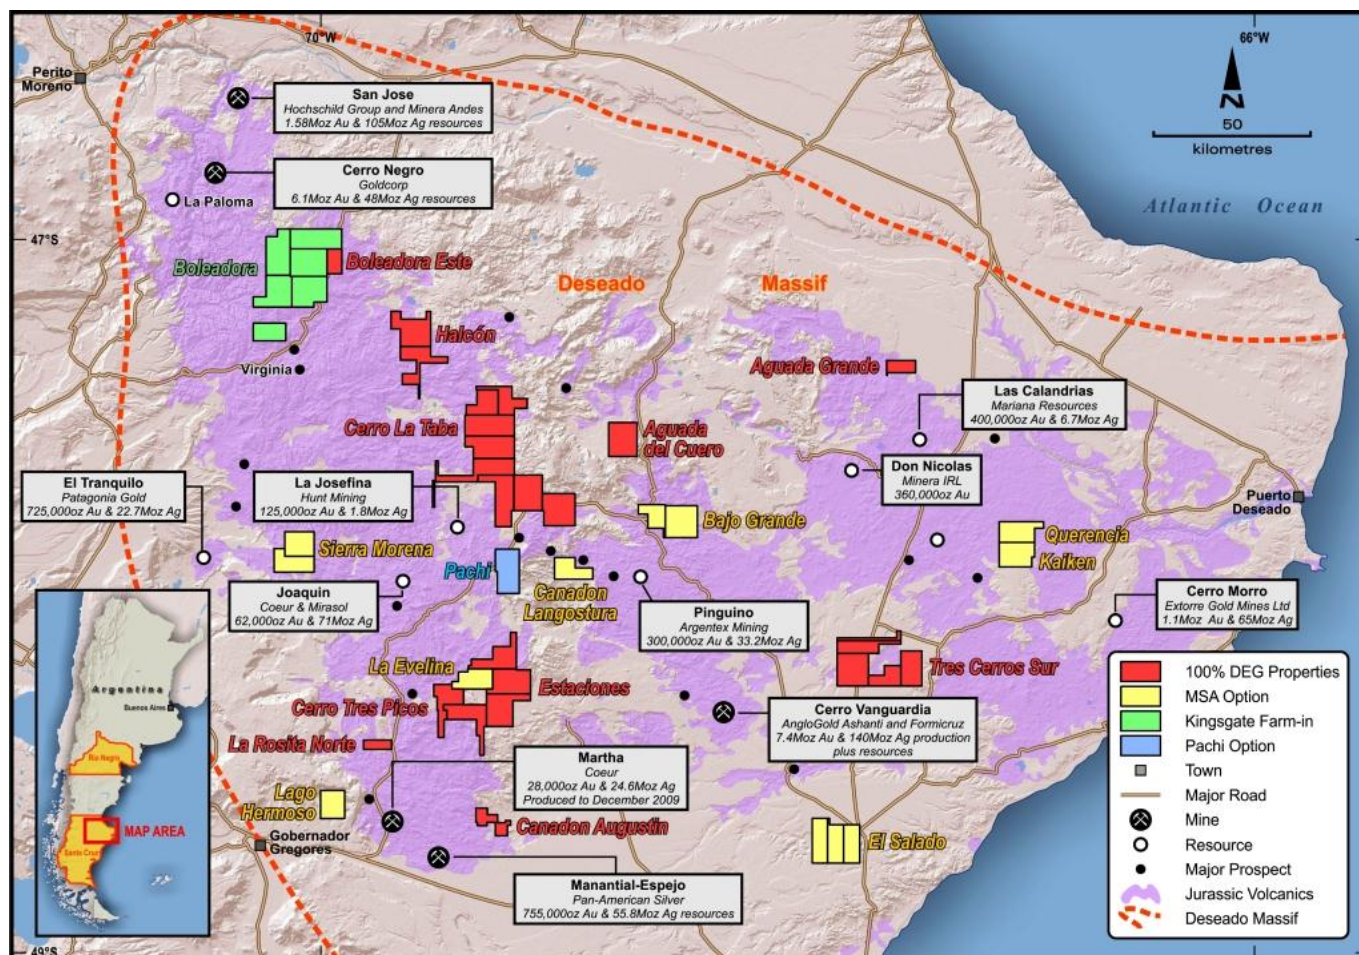 70°W
66°W
Perito
Moreno
San Jose
Hochschild Group and Minera Andes
1.58Moz Au & 105Moz Ag resources
N
50
kilometres
Cerro Negro
Goldcorp
6.1Moz Au & 48Moz Ag resources
La Paloma
Atlantic Ocean
47°S
Boleadora
Boleadora Este
Deseado Massif
Halcón
Virginia
Aguada Grande
Las Calandrias
Mariana Resources
400,000oz Au & 6.7Moz Ag
Cerro La Taba
Aguada
del Cuero
Don Nicolas
Minera IRL
360,000oz Au
El Tranquilo
Patagonia Gold
725,000oz Au & 22.7Moz Ag
La Josefina
Hunt Mining
125,000oz Au & 1.8Moz Ag
Puerto
Deseado
Bajo Grande
Querencia
Kaiken
Sierra Morena
Pachi
Canadon
Langostura
Joaquin
Coeur & Mirasol
62,000oz Au & 71Moz Ag
Pinguino
Argentex Mining
300,000oz Au & 33.2Moz Ag
Cerro Morro
Extorre Gold Mines Ltd
1.1Moz Au & 65Moz Ag
La Evelina
Estaciones
Tres Cerros Sur
Cerro Tres Picos
Cerro Vanguardia
AngloGold Ashanti and Formicruz
7.4Moz Au & 140Moz Ag production
plus resources
La Rosita Norte
Martha
Coeur
28,000oz Au & 24.6Moz Ag
Produced to December 2009
Lago
Hermoso
Canadon Augustin
Gobernador
Gregores
El Salado
Manantial-Espejo
Pan-American Silver
755,000oz Au & 55.8Moz Ag resources
49°S
Argentina
Buenos Aires
Rio Negro
MAP AREA
Santa Cruz
100% DEG Properties
MSA Option
Kingsgate Farm-in
Pachi Option
Town
Major Road
Mine
Resource
Major Prospect
Jurassic Volcanics
Deseado Massif